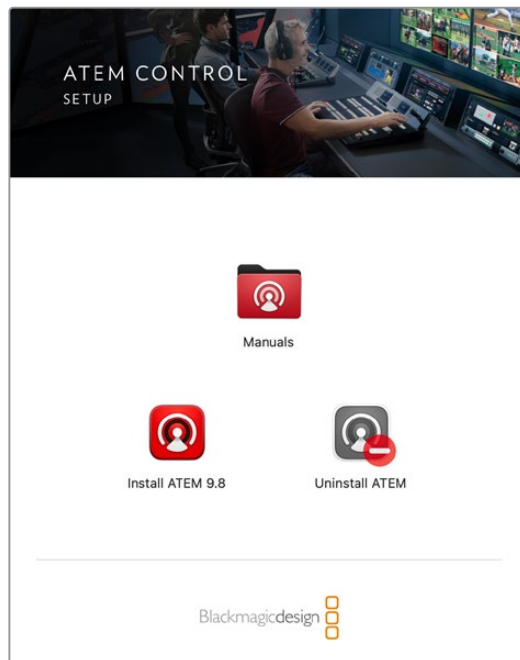 ATEM CONTROL
SETUP
Manuals
Install ATEM 9.8
Uninstall ATEM
Blackmagicdesign